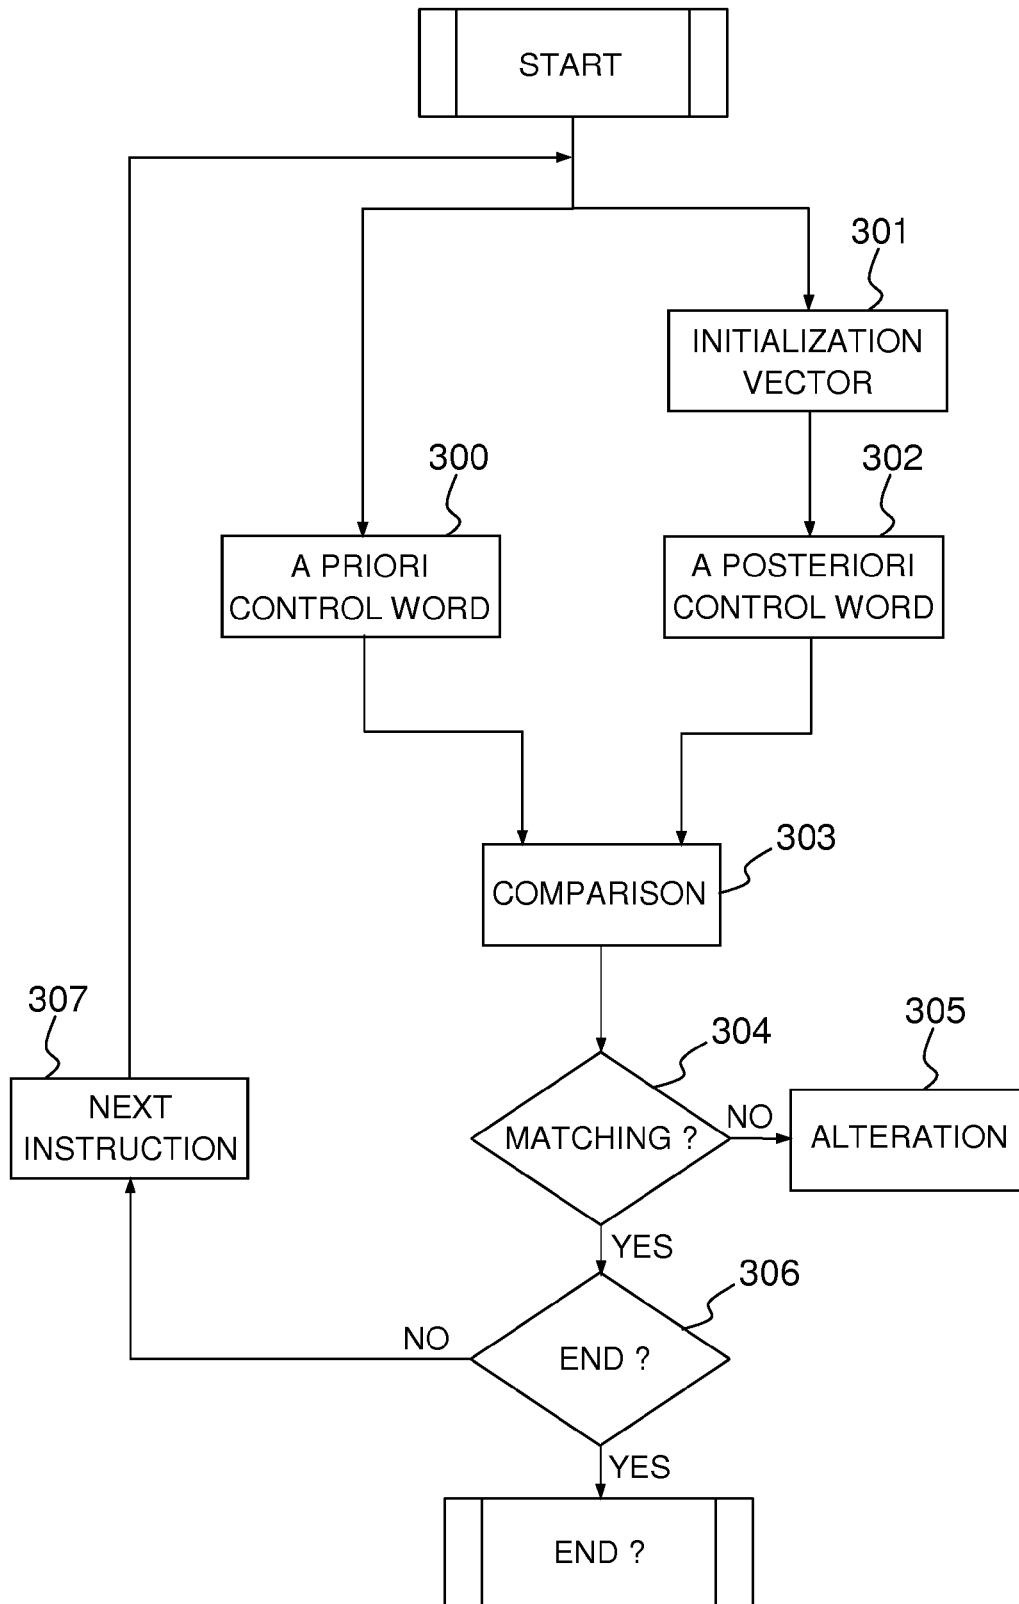 START
301
INITIALIZATION
VECTOR
300
302
A PRIORI
CONTROL WORD
A POSTERIORI
CONTROL WORD
303
COMPARISON
307
304
305
NEXT
INSTRUCTION
MATCHING ?
NO
ALTERATION
YES
306
NO
END ?
YES
END ?